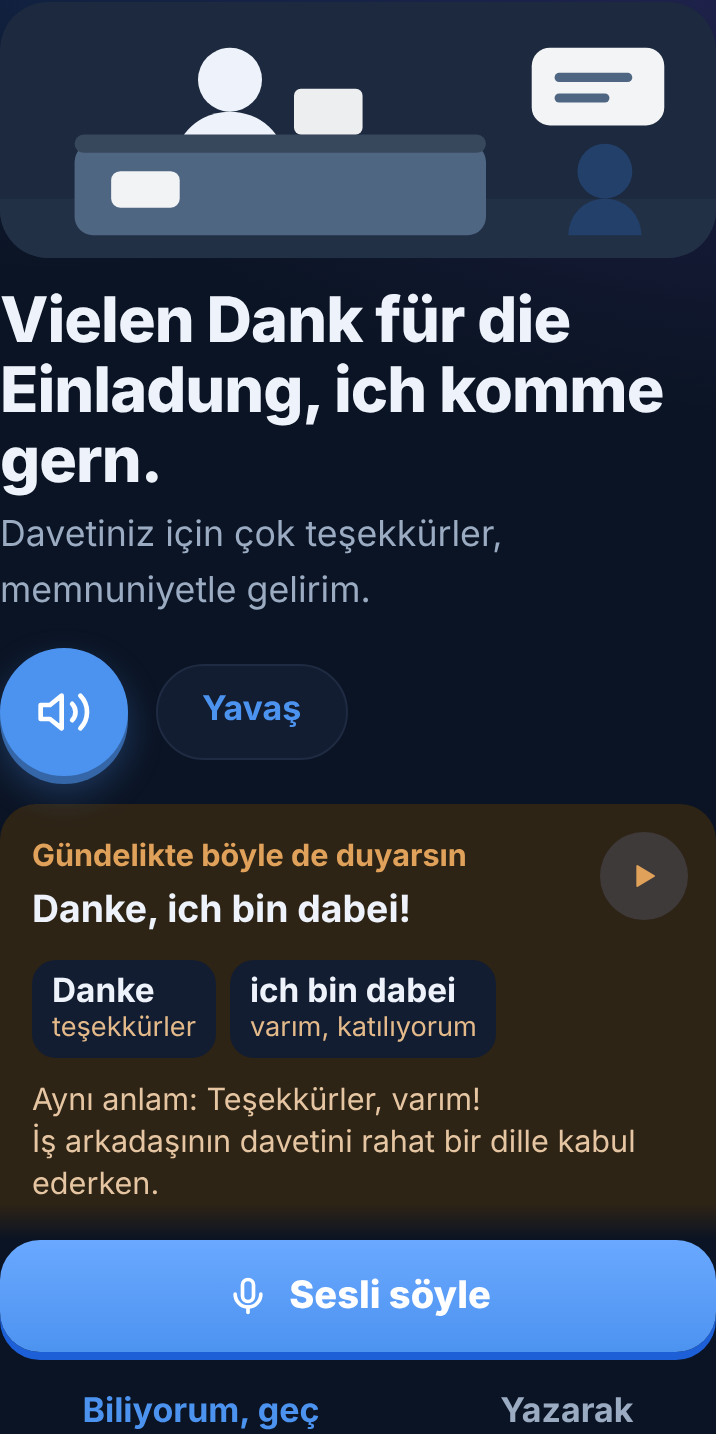 Vielen Dank für die
Einladung, ich komme
gern.
Davetiniz için çok teşekkürler,
memnuniyetle gelirim.
Yavaş
Gündelikte böyle de duyarsın
Danke, ich bin dabei!
Danke
teşekkürler
ich bin dabei
varım, katılıyorum
Aynı anlam: Teşekkürler, varım!
İş arkadaşının davetini rahat bir dille kabul
ederken.
Sesli söyle
Biliyorum, geç
Yazarak